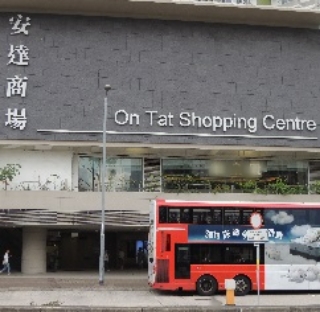 安達商場
On Tat Shopping Centre